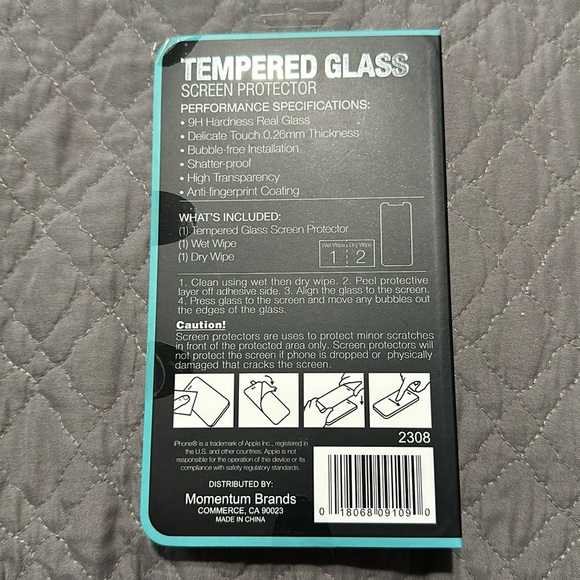 TEMPERED GLASS
SCREEN PROTECTOR
PERFORMANCE SPECIFICATIONS:
• 9H Hardness Real Glass
• Delicate Touch 0.26mm Thickness
• Bubble-free Installation
• Shatter-proof
• High Transparency
• Anti-fingerprint Coating
WHAT'S INCLUDED:
(1) Tempered Glass Screen Protector
(1) Wet Wipe
(1) Dry Wipe
Wet Wipe Dry Wipe
1 2
1. Clean using wet then dry wipe. 2. Peel protective
layer off adhesive side. 3. Align the glass to the screen.
4. Press glass to the screen and move any bubbles out
the edges of the glass.
Caution!
Screen protectors are uses to protect minor scratches
in front of the protected area only. Screen protectors will
not protect the screen if phone is dropped or physically
damaged that cracks the screen.
2308
iPhone® is a trademark of Apple Inc., registered in
the U.S. and other countries. Apple is not
responsible for the operation of this device or its
compliance with safety regulatory standards.
DISTRIBUTED BY:
Momentum Brands
COMMERCE, CA 90023
MADE IN CHINA
0 18068 09109 0